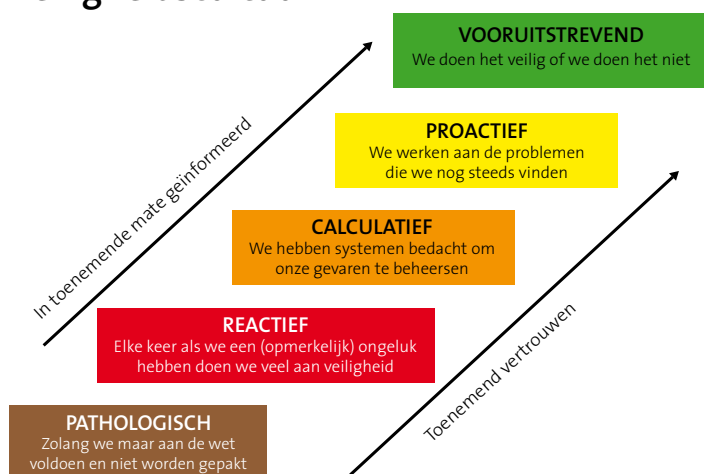 VOORUITSTREVEND
We doen het veilig of we doen het niet
PROACTIEF
We werken aan de problemen
die we nog steeds vinden
In toenemende mate geïnformeerd
CALCULATIEF
We hebben systemen bedacht om
onze gevaren te beheersen
REACTIEF
Elke keer als we een (opmerkelijk) ongeluk
hebben doen we veel aan veiligheid
Toenemend vertrouwen
PATHOLOGISCH
Zolang we maar aan de wet
voldoen en niet worden gepakt